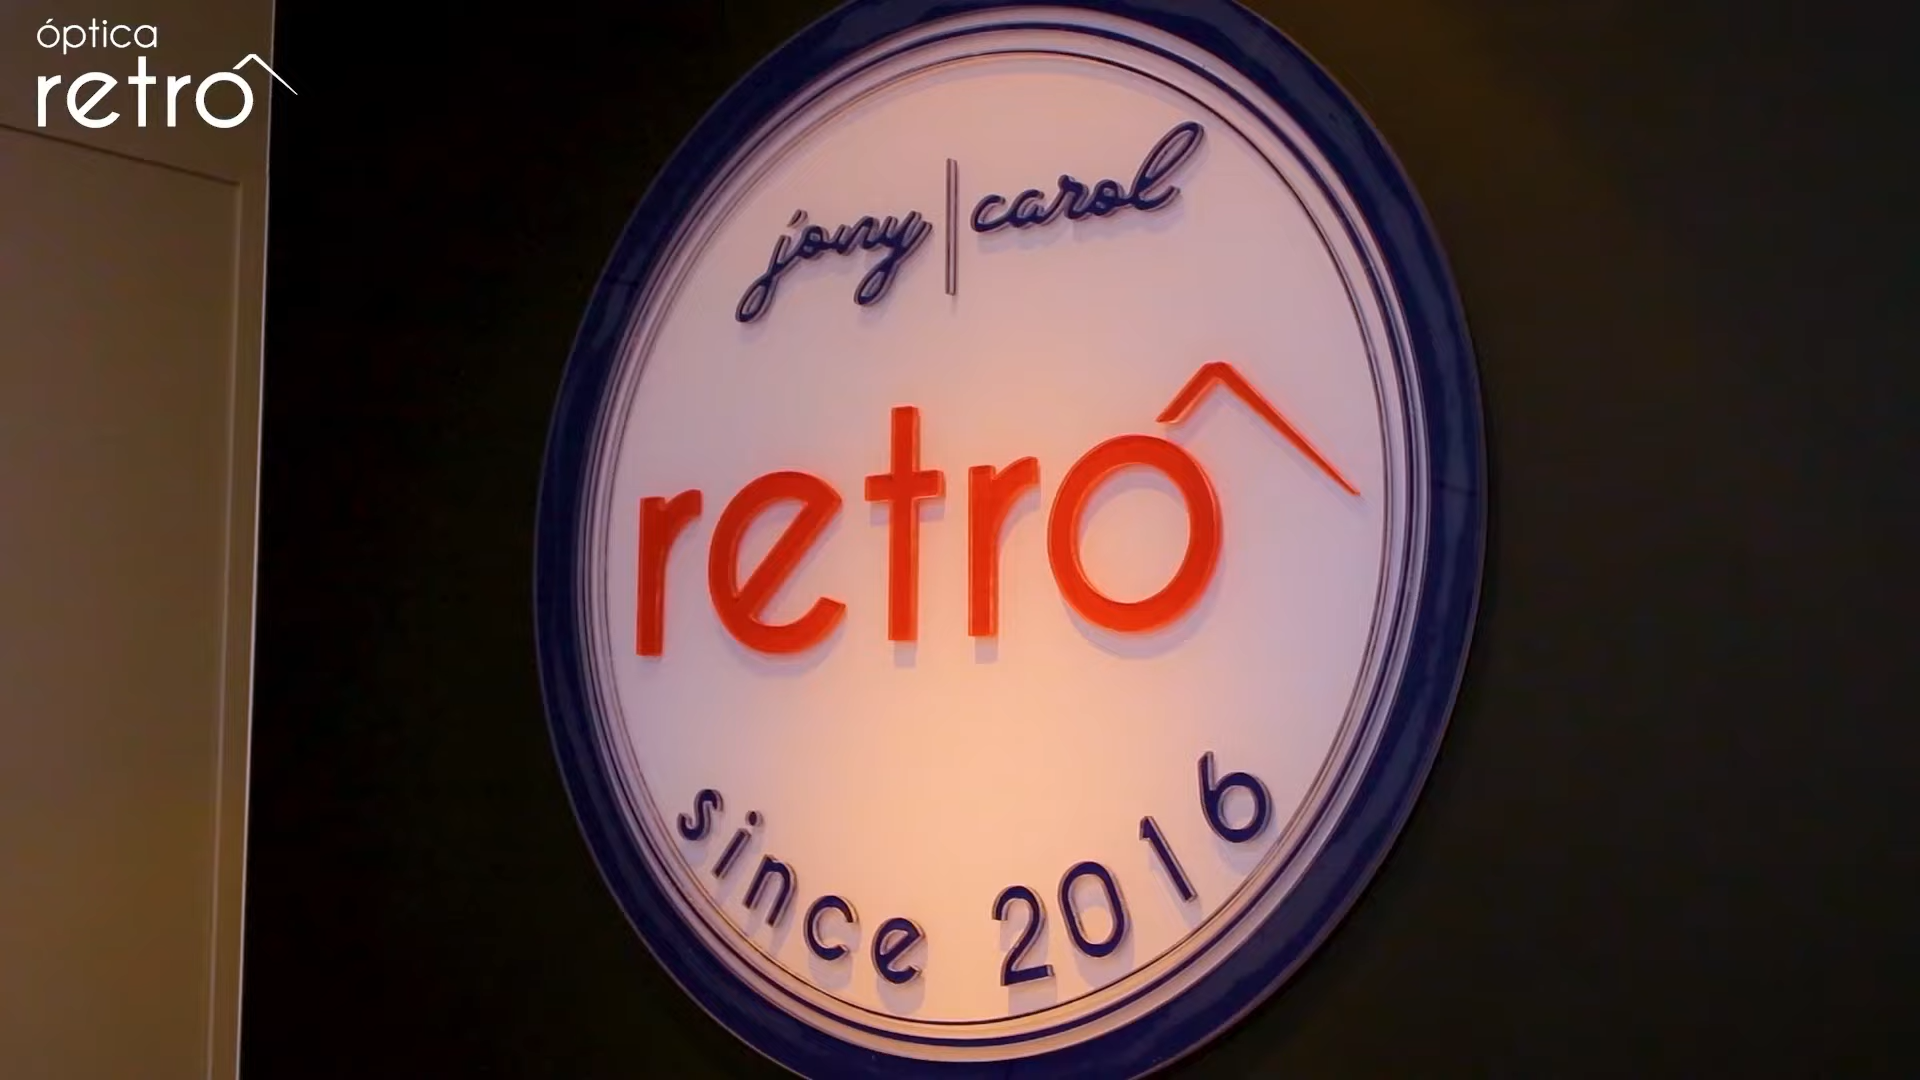 óptica
retrô
jony | carol
retrô
since 2016